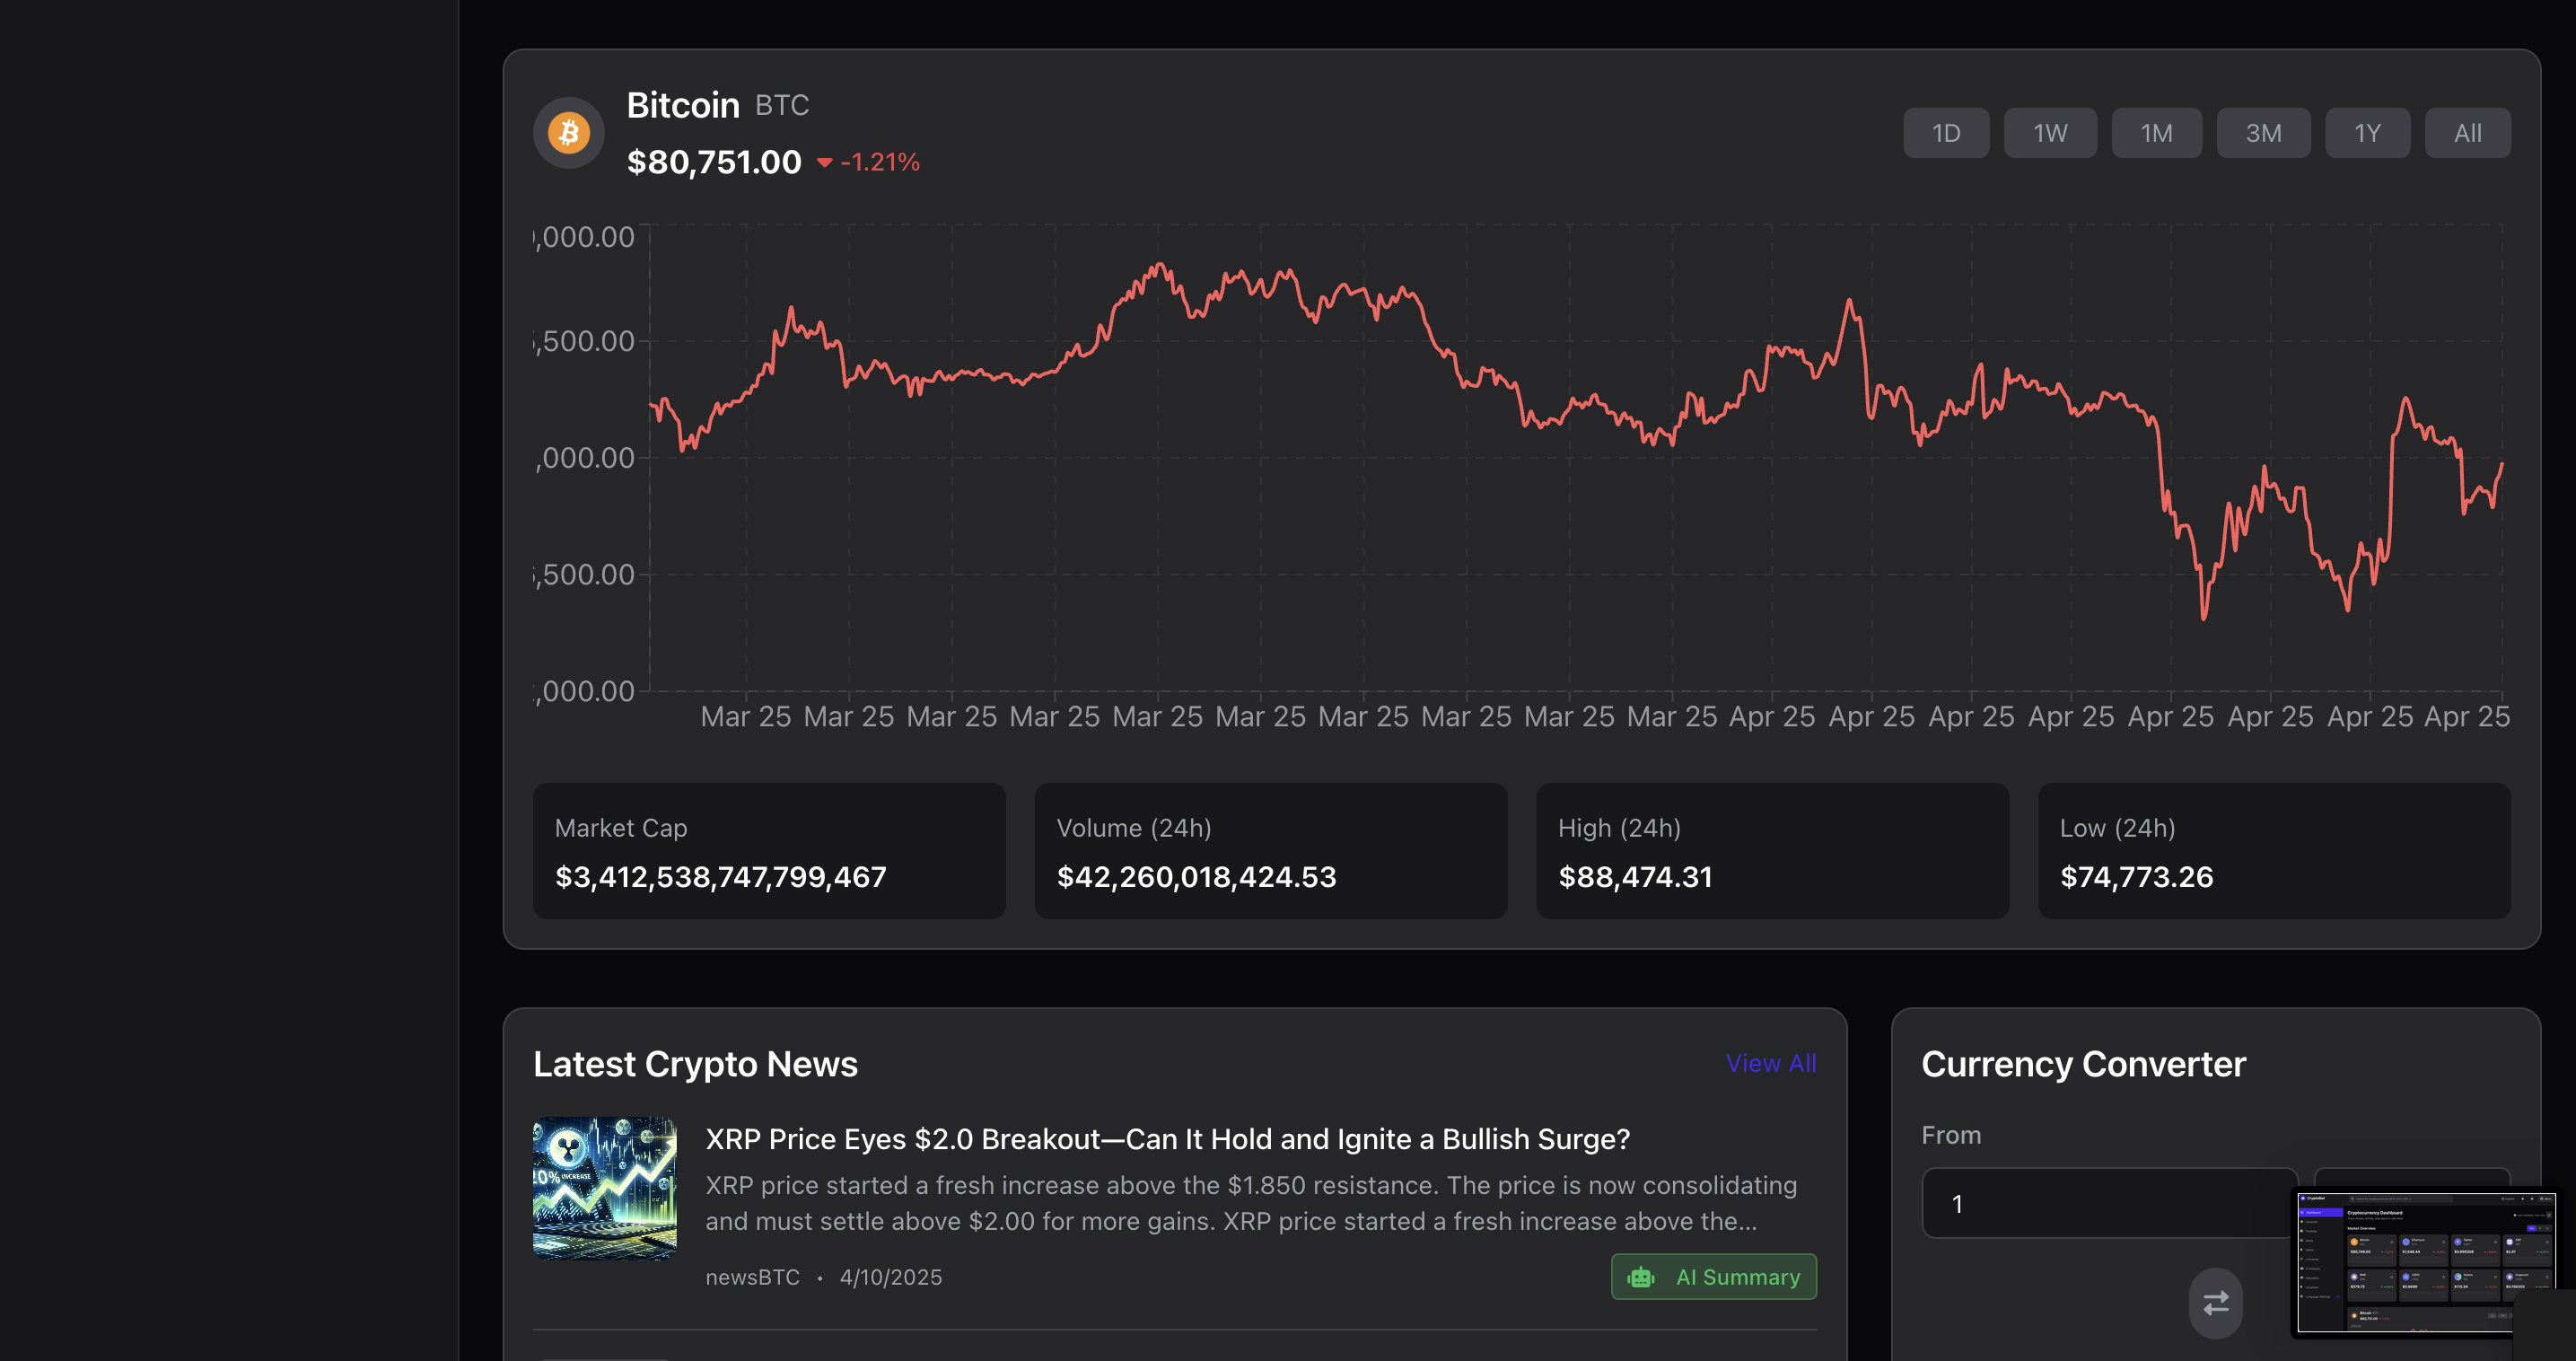 Bitcoin BTC
$80,751.00 -1.21%
1D 1W 1M 3M 1Y All
,000.00
,500.00
,000.00
,500.00
,000.00
Mar 25 Mar 25 Mar 25 Mar 25 Mar 25 Mar 25 Mar 25 Mar 25 Mar 25 Mar 25 Apr 25 Apr 25 Apr 25 Apr 25 Apr 25 Apr 25 Apr 25 Apr 25
Market Cap
$3,412,538,747,799,467
Volume (24h)
$42,260,018,424.53
High (24h)
$88,474.31
Low (24h)
$74,773.26
Latest Crypto News
View All
XRP Price Eyes $2.0 Breakout—Can It Hold and Ignite a Bullish Surge?
XRP price started a fresh increase above the $1.850 resistance. The price is now consolidating
and must settle above $2.00 for more gains. XRP price started a fresh increase above the...
newsBTC • 4/10/2025
AI Summary
INCREASE
Currency Converter
From
1
Cryptocurrency Dashboard